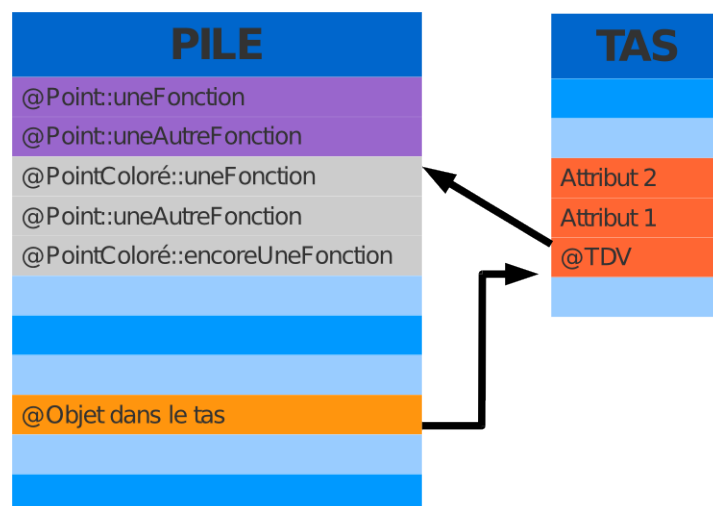 PILE
@Point::uneFonction
@Point::uneAutreFonction
@PointColoré::uneFonction
@Point::uneAutreFonction
@PointColoré::encoreUneFonction
@Objet dans le tas
TAS
Attribut 2
Attribut 1
@TDV